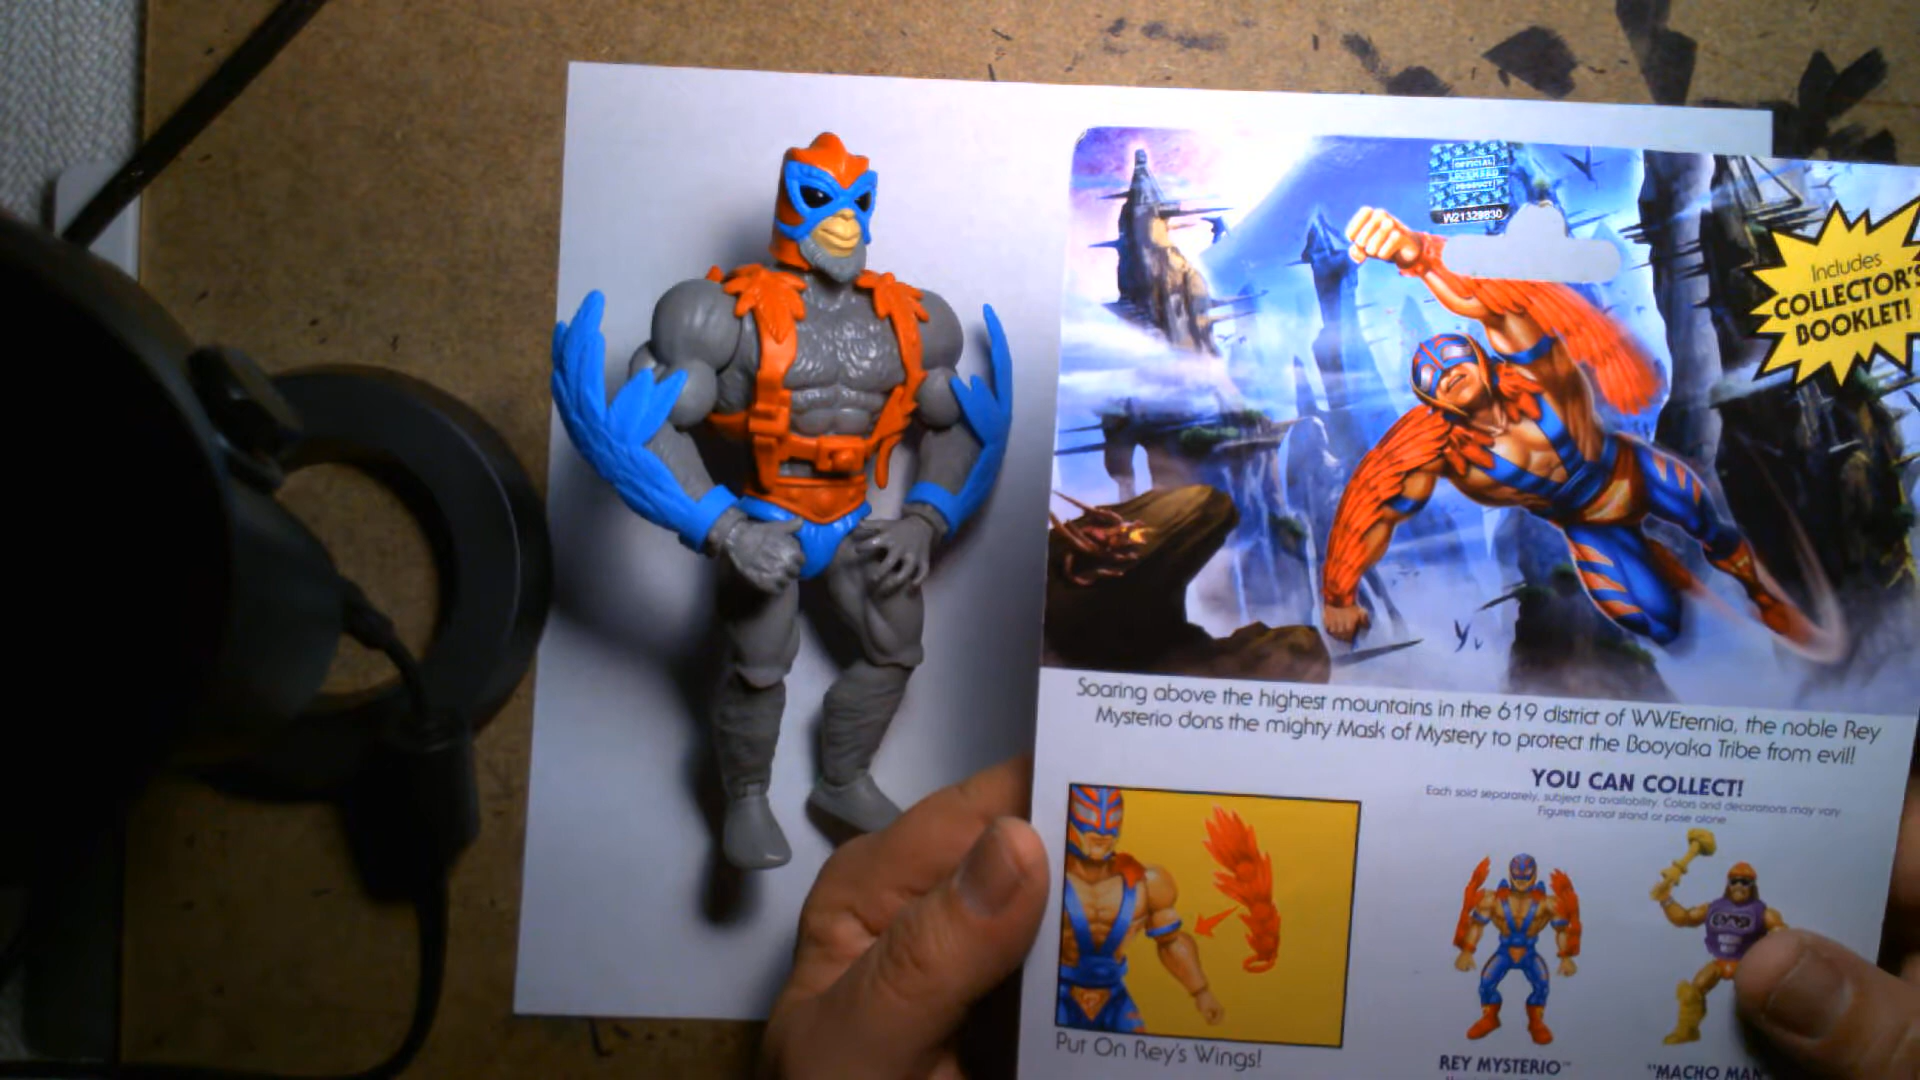 OFFICIAL
LICENSED
PRODUCT
W21329830
Includes
COLLECTOR'S
BOOKLET!
Soaring above the highest mountains in the 619 district of WWEternia, the noble Rey
Mysterio dons the mighty Mask of Mystery to protect the Booyaka Tribe from evil!
YOU CAN COLLECT!
Each sold separately, subject to availability. Colors and decorations may vary.
Figures cannot stand or pose alone.
Put On Rey's Wings!
REY MYSTERIO™
"MACHO MAN